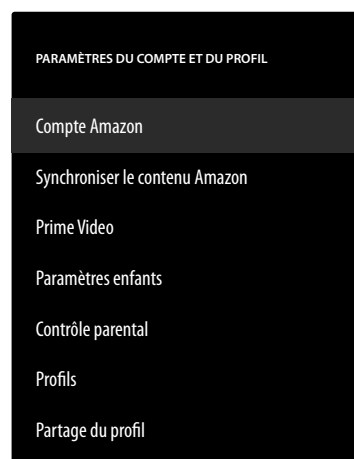 PARAMÈTRES DU COMPTE ET DU PROFIL
Compte Amazon
Synchroniser le contenu Amazon
Prime Video
Paramètres enfants
Contrôle parental
Profils
Partage du profil